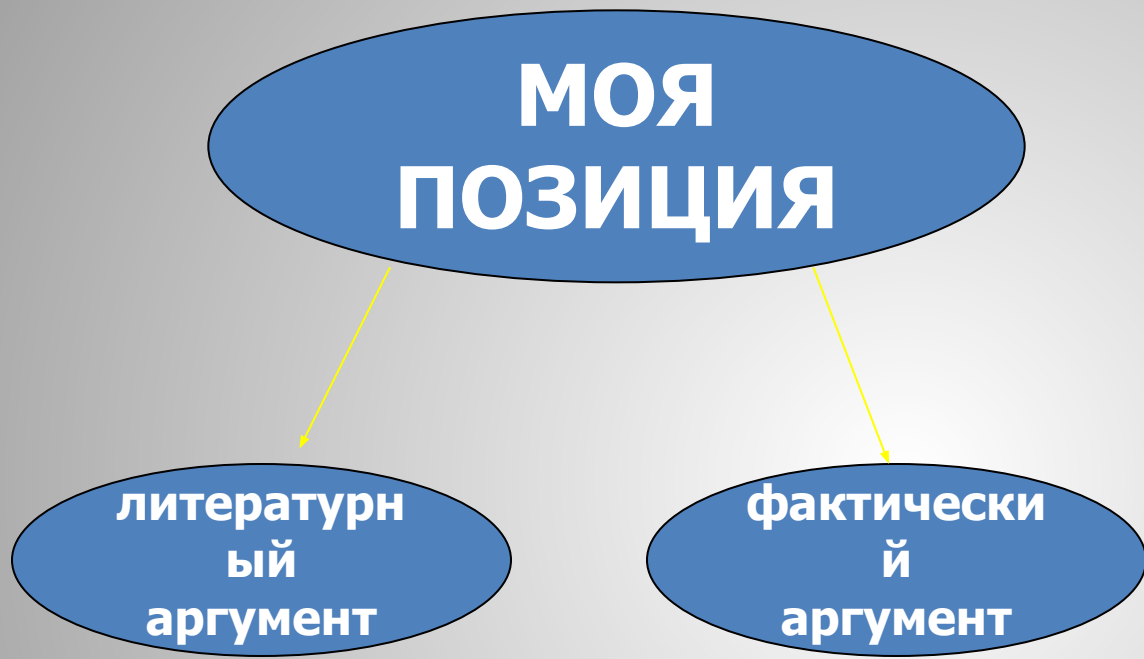 МОЯ
ПОЗИЦИЯ
литературн
ый
аргумент
фактически
й
аргумент